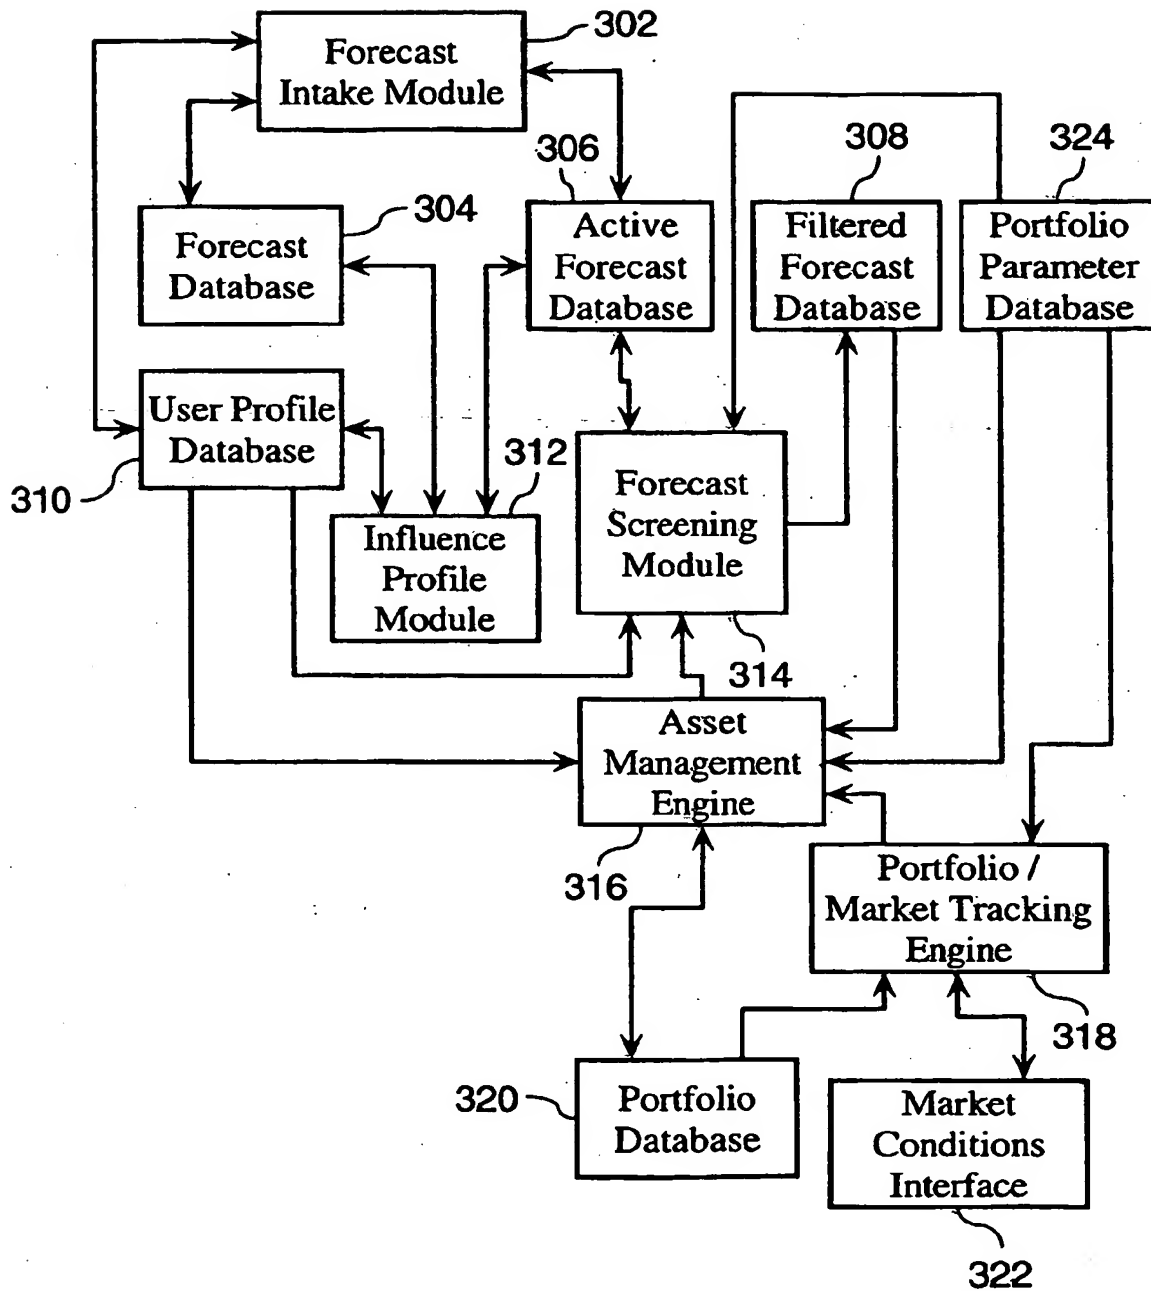 302
Forecast
Intake Module
306
308
324
304
Forecast
Database
Active
Forecast
Database
Filtered
Forecast
Database
Portfolio
Parameter
Database
User Profile
Database
310
312
Influence
Profile
Module
Forecast
Screening
Module
314
Asset
Management
Engine
316
Portfolio /
Market Tracking
Engine
318
320
Portfolio
Database
Market
Conditions
Interface
322